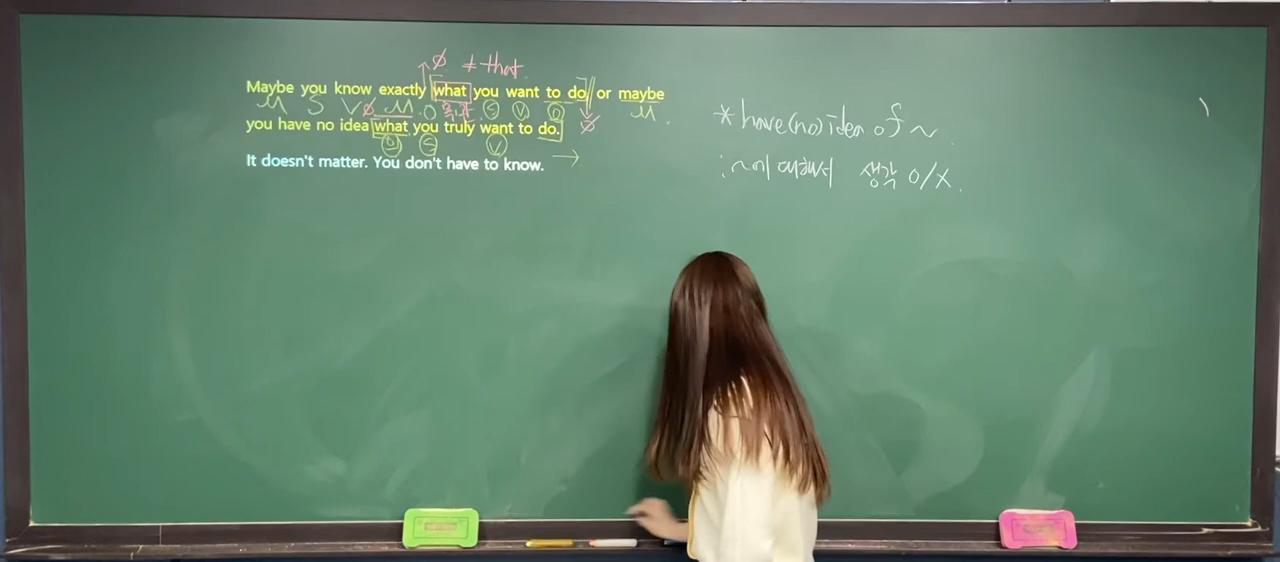 ∅ ≠ that.
Maybe you know exactly what you want to do, or maybe
M S V ∅ M O S V O M
you have no idea what you truly want to do. ∅
O S V
It doesn't matter. You don't have to know. →
* have (no) idea of ~
: ~에 대해서 생각 O/X.